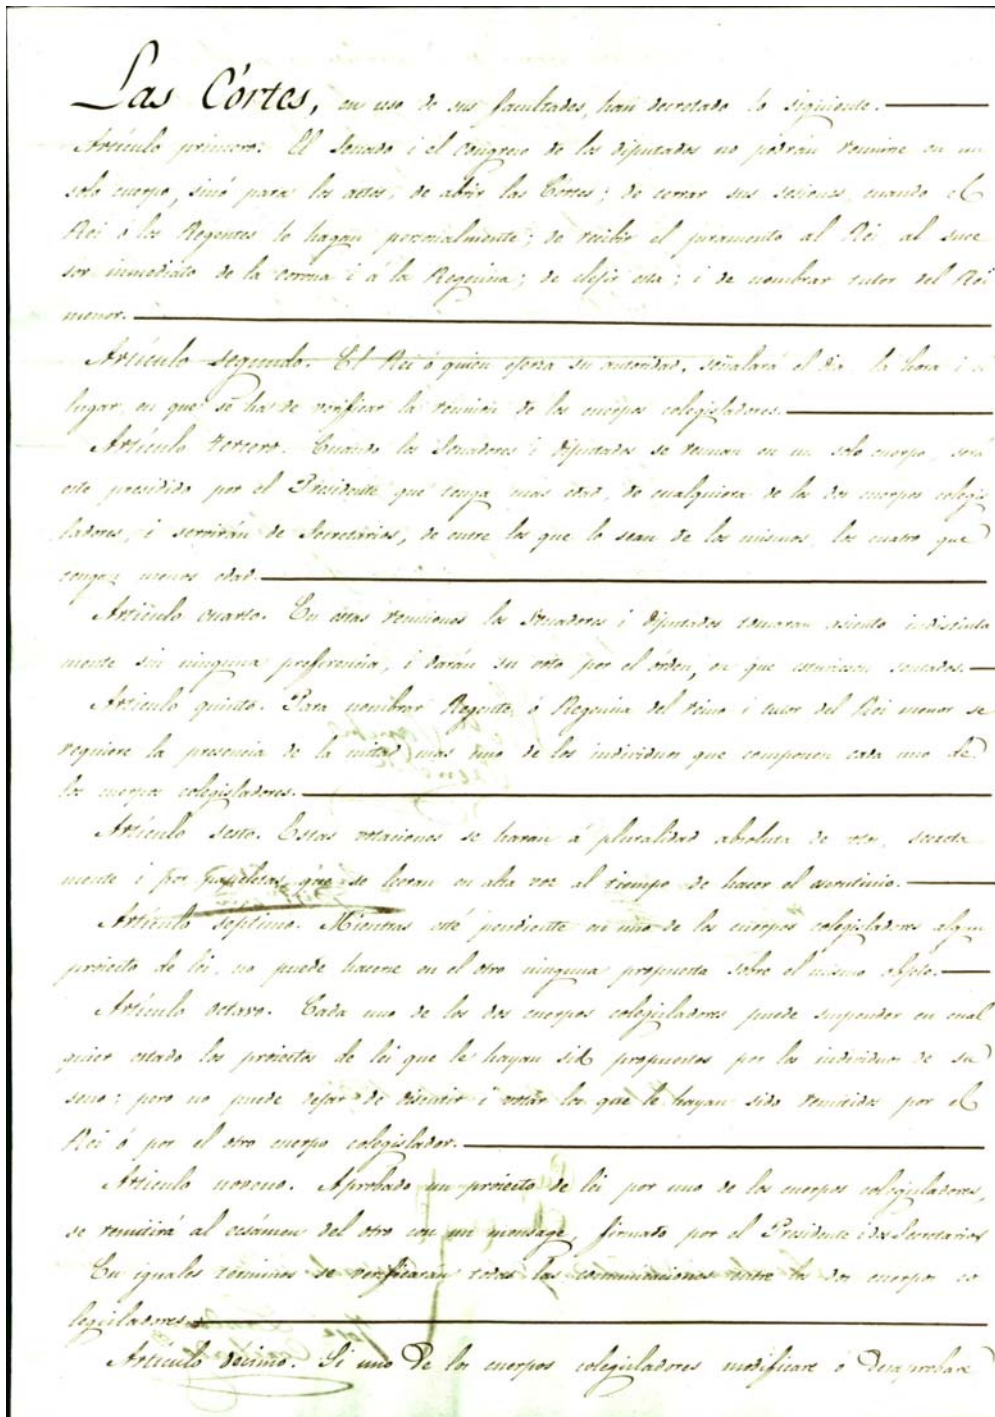 Las Córtes, en uso de sus facultades, han decretado lo siguiente.
Artículo primero. El Senado i el Congreso de los diputados no podrán reunirse en un
solo cuerpo, sinó para los actos, de abrir las Córtes; de cerrar sus sesiones, cuando el
Rei ó los Regentes lo hagan personalmente; de recibir el juramento al Rei al suce
sor inmediato de la corona i á la Regencia; de elejir esta; i de nombrar tutor del Rei
menor.
Artículo segundo. El Rei ó quien ejerza su autoridad, señalará el dia la hora i el
lugar, en que se ha de verificar la reunion de los cuerpos colegisladores.
Artículo tercero. Cuando los Senadores i diputados se reunan en un solo cuerpo, será
este presidido por el Presidente que tenga mas edad, de cualquiera de los dos cuerpos colegis
ladores, i servirán de Secretários, de entre los que lo sean de los mismos, los cuatro que
tengan menos edad.
Artículo cuarto. En estas reuniones los Senadores i diputados tomaran asiento indistinta
mente sin ninguna preferencia, i darán su voto por el órden, en que estuviesen sentados.
Artículo quinto. Para nombrar Regente, ó Regencia del reino i tutor del Rei menor se
requiere la presencia de la mitad mas uno de los individuos que componen cada uno de
los cuerpos colegisladores.
Artículo sesto. Estas votaciones se haran á pluralidad absoluta de votos, secreta
mente i por papeletas, que se leeran en alta voz al tiempo de hacer el escrutinio.
Artículo septimo. Mientras esté pendiente en uno de los cuerpos colegisladores algun
proiecto de lei, no puede hacerse en el otro ninguna propuesta sobre el mismo objeto.
Artículo octavo. Cada uno de los dos cuerpos colegisladores puede suspender en cual
quier estado los proiectos de lei que le hayan sido propuestos por los individuos de su
seno; pero no puede dejar de discutir i votar los que le hayan sido remitidos por el
Rei ó por el otro cuerpo colegislador.
Artículo noveno. Aprobado un proiecto de lei por uno de los cuerpos colegisladores,
se remitirá al ecsámen del otro con un mensage, firmado por el Presidente i dos Secretarios
En iguales términos se verificaran todas las comunicaciones entre los dos cuerpos co
legisladores.
Artículo décimo. Si uno de los cuerpos colegisladores modificare ó desaprobare